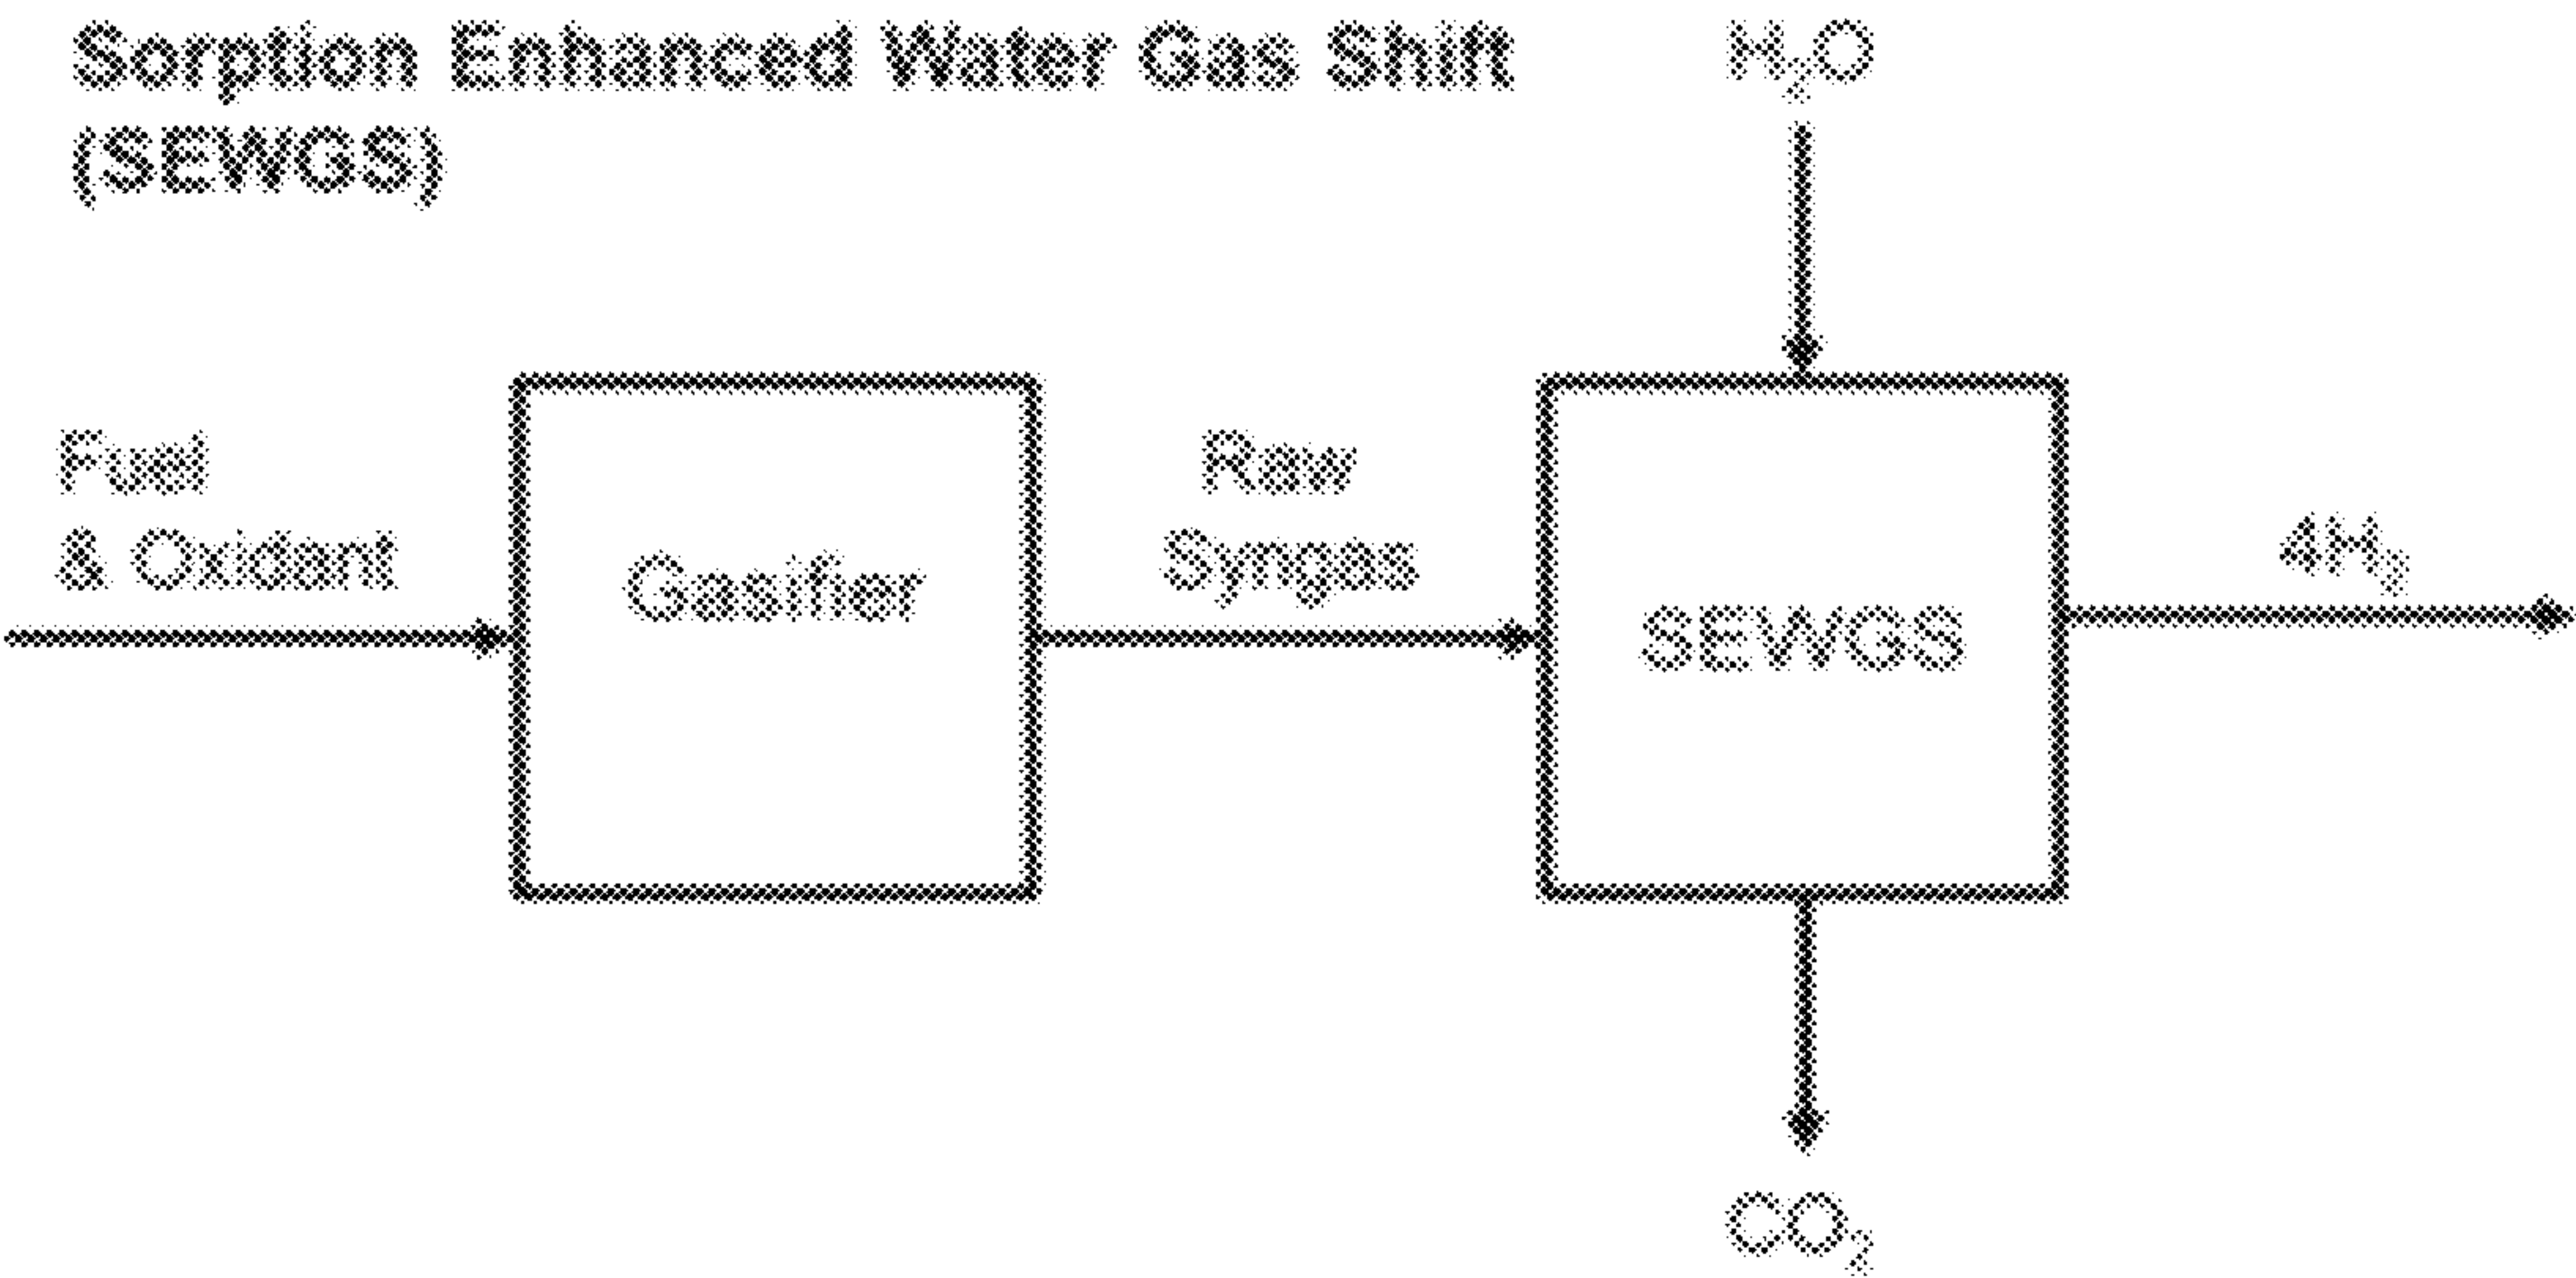 Sorption Enhanced Water Gas Shift
(SEWGS)
H₂O
Fuel
& Oxidant
Gasifier
Raw
Syngas
SEWGS
4H₂
CO₂